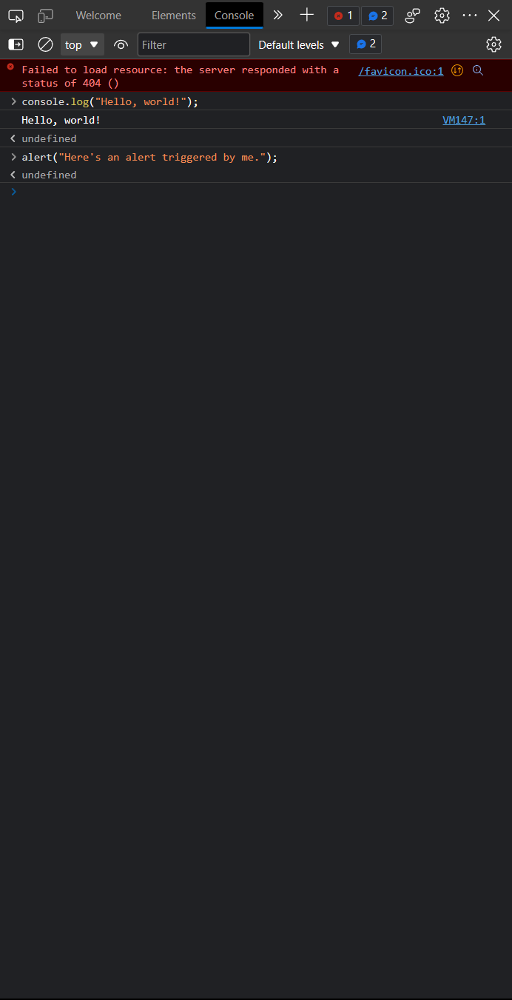 Welcome Elements Console 1 2
top Filter Default levels 2
Failed to load resource: the server responded with a /favicon.ico:1
status of 404 ()
console.log("Hello, world!");
Hello, world! VM147:1
undefined
alert("Here's an alert triggered by me.");
undefined